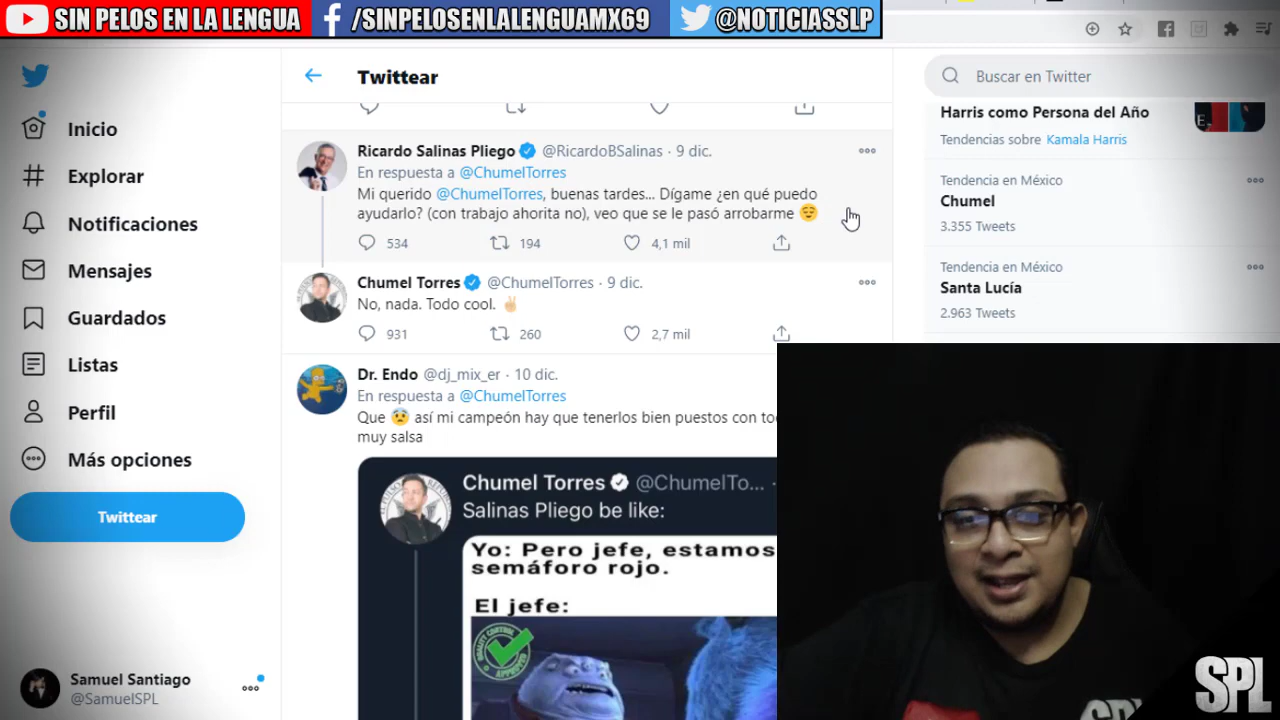 SIN PELOS EN LA LENGUA
/SINPELOSENLALENGUAMX69
@NOTICIASSLP
Inicio
Explorar
Notificaciones
Mensajes
Guardados
Listas
Perfil
Más opciones
Twittear
Samuel Santiago
@SamuelSPL
Twittear
Ricardo Salinas Pliego @RicardoBSalinas · 9 dic.
En respuesta a @ChumelTorres
Mi querido @ChumelTorres, buenas tardes... Dígame ¿en qué puedo
ayudarlo? (con trabajo ahorita no), veo que se le pasó arrobarme 😌
534 194 4,1 mil
Chumel Torres @ChumelTorres · 9 dic.
No, nada. Todo cool. ✌🏼
931 260 2,7 mil
Dr. Endo @dj_mix_er · 10 dic.
En respuesta a @ChumelTorres
Que 😨 así mi campeón hay que tenerlos bien puestos con
muy salsa
Chumel Torres @ChumelTo... ·
Salinas Pliego be like:
Yo: Pero jefe, estamos
semáforo rojo.
El jefe:
QUALITY CONTROL
APPROVED
Buscar en Twitter
Harris como Persona del Año
Tendencias sobre Kamala Harris
Tendencia en México
Chumel
3.355 Tweets
Tendencia en México
Santa Lucía
2.963 Tweets
SPL